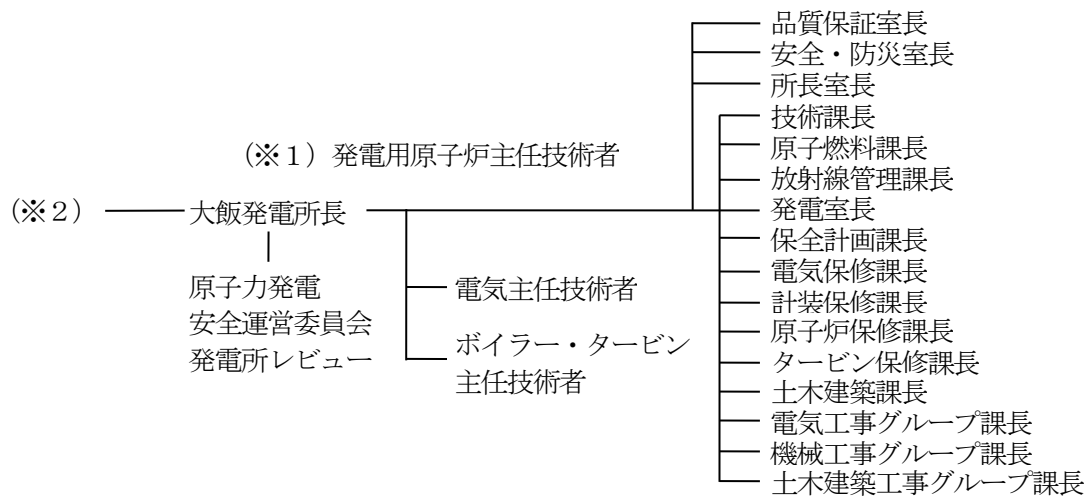 品質保証室長
安全・防災室長
所長室長
技術課長
(※1) 発電用原子炉主任技術者
原子燃料課長
放射線管理課長
(※2)
大飯発電所長
発電室長
保全計画課長
原子力発電
安全運営委員会
発電所レビュー
電気主任技術者
ボイラー・タービン
主任技術者
電気保修課長
計装保修課長
原子炉保修課長
タービン保修課長
土木建築課長
電気工事グループ課長
機械工事グループ課長
土木建築工事グループ課長